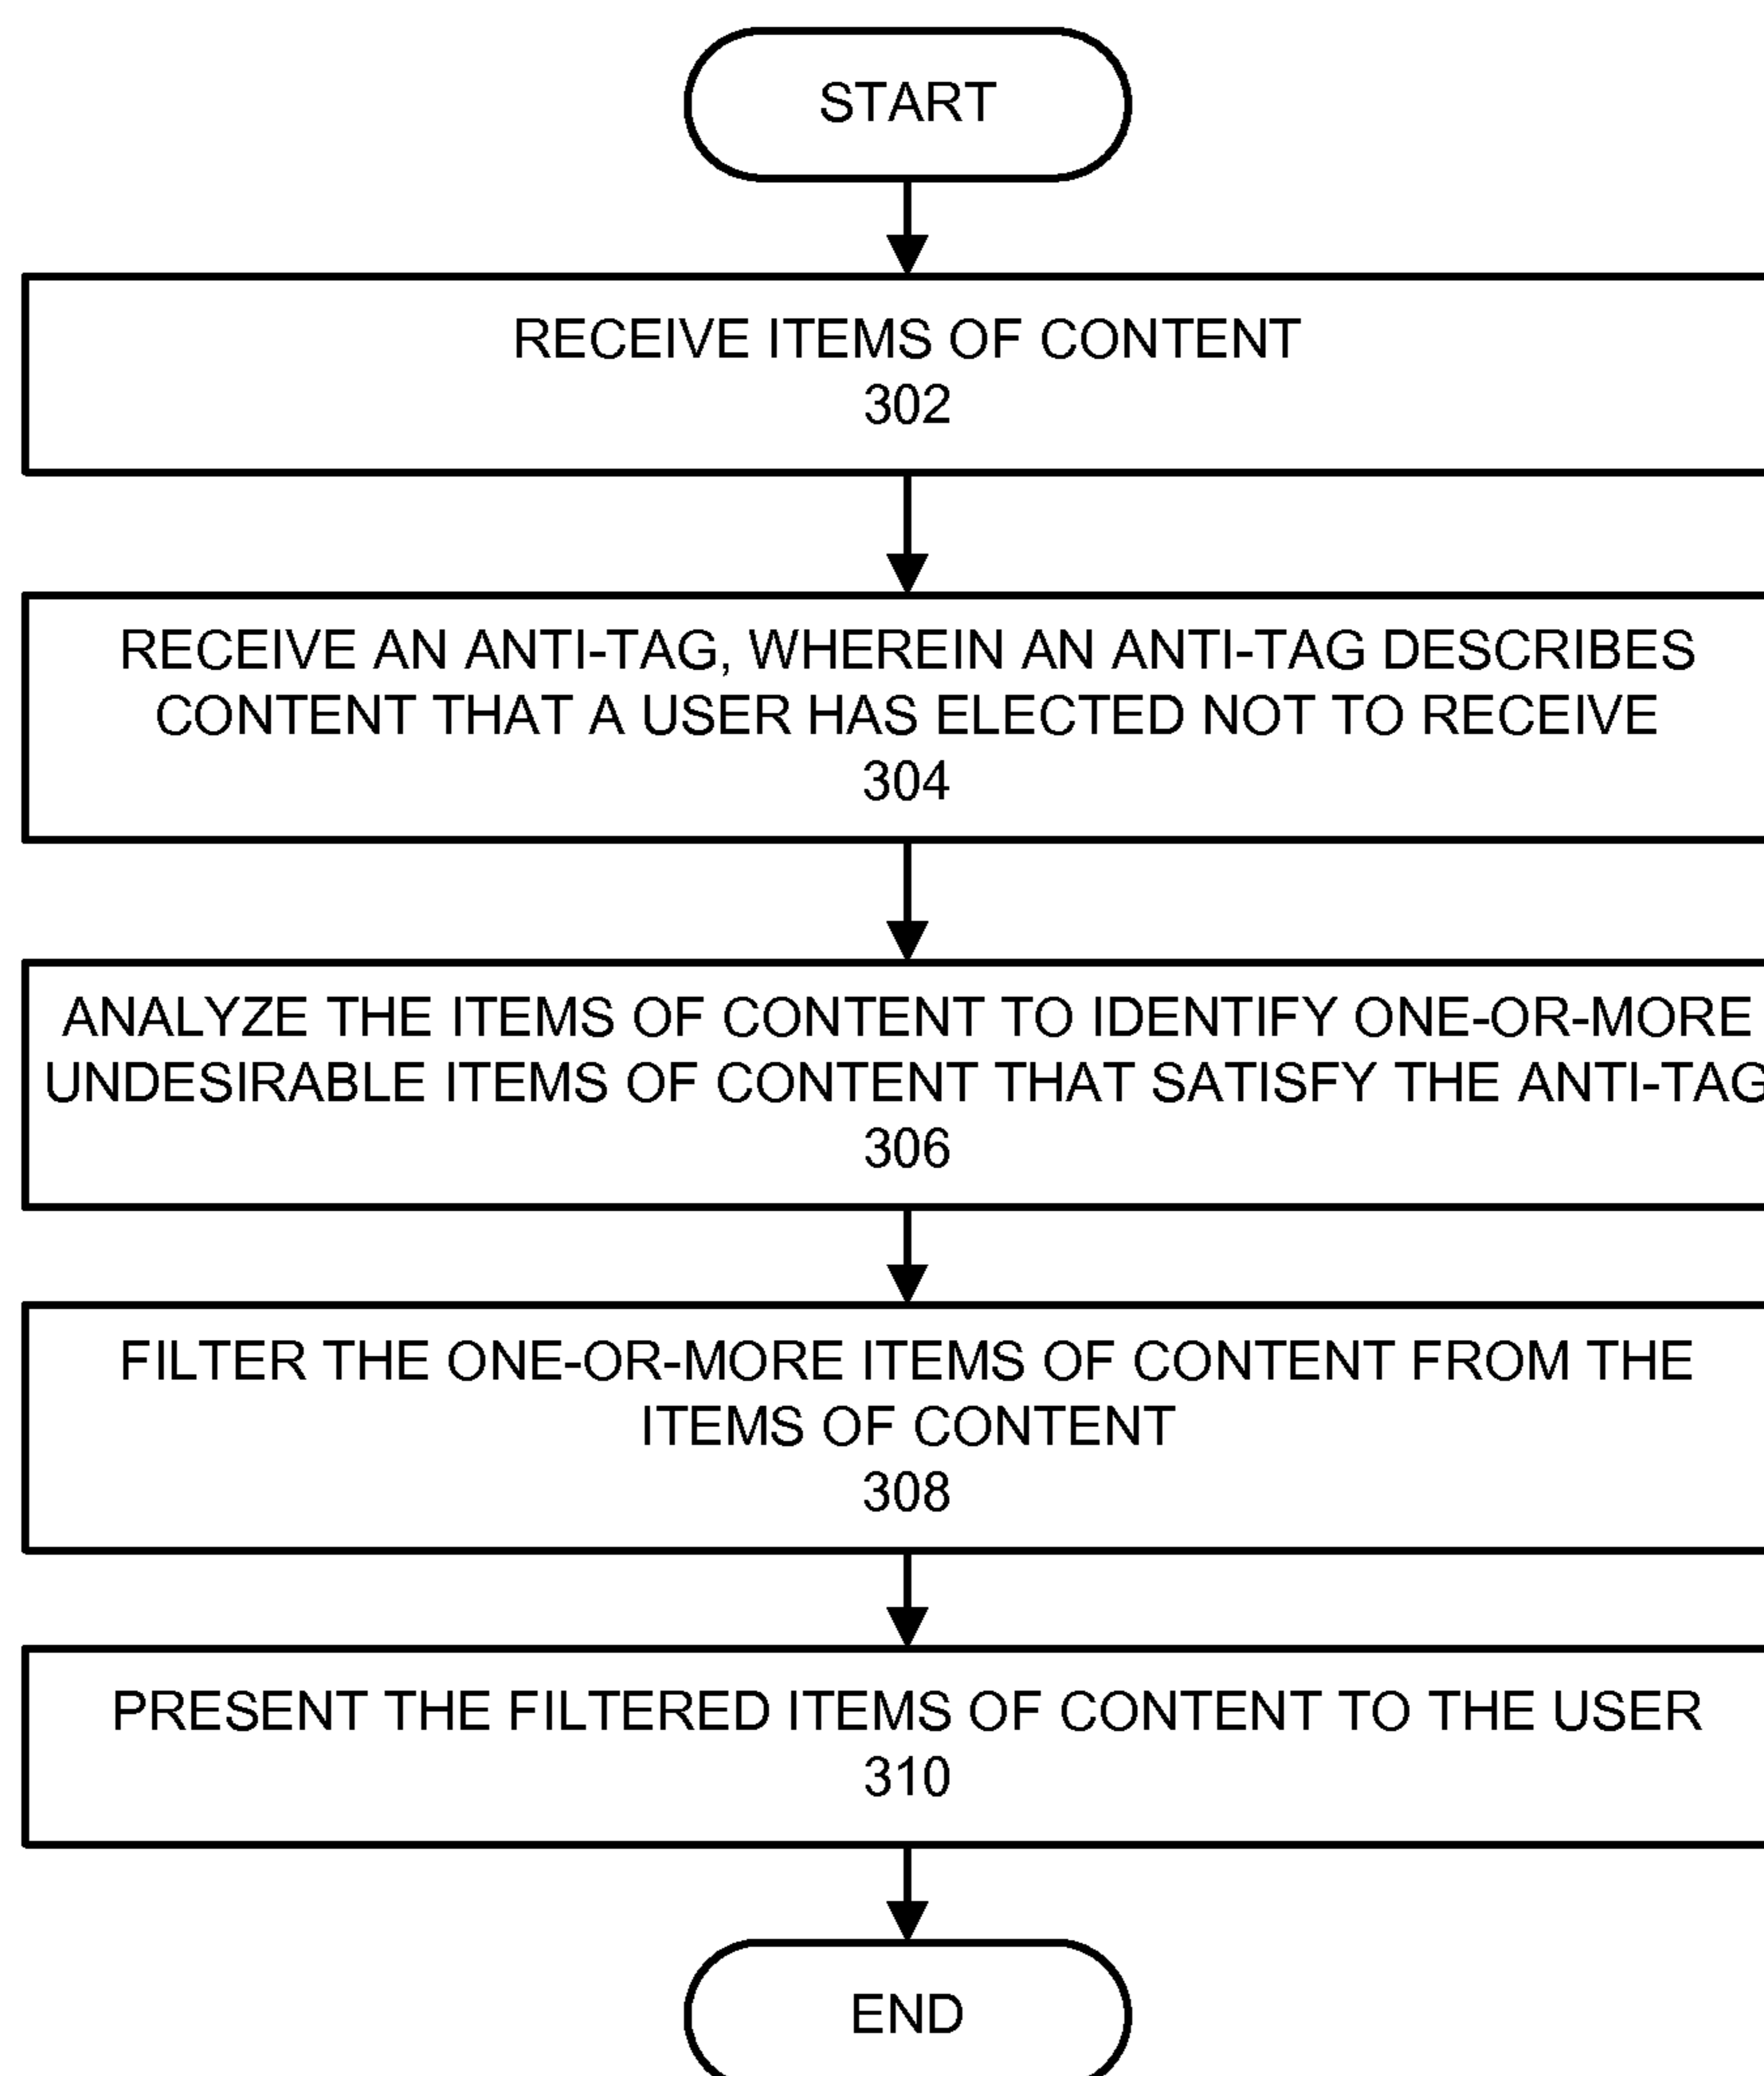 START
RECEIVE ITEMS OF CONTENT
302
RECEIVE AN ANTI-TAG, WHEREIN AN ANTI-TAG DESCRIBES
CONTENT THAT A USER HAS ELECTED NOT TO RECEIVE
304
ANALYZE THE ITEMS OF CONTENT TO IDENTIFY ONE-OR-MORE
UNDESIRABLE ITEMS OF CONTENT THAT SATISFY THE ANTI-TAG
306
FILTER THE ONE-OR-MORE ITEMS OF CONTENT FROM THE
ITEMS OF CONTENT
308
PRESENT THE FILTERED ITEMS OF CONTENT TO THE USER
310
END